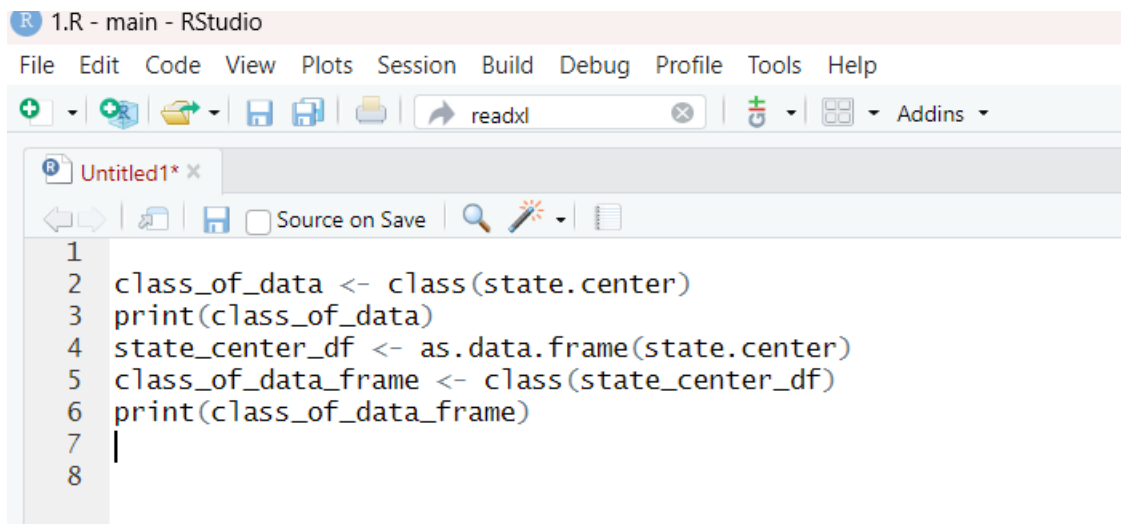 R 1.R - main - RStudio
File Edit Code View Plots Session Build Debug Profile Tools Help
readxl Addins
R Untitled1*
Source on Save
1
2 class_of_data <- class(state.center)
3 print(class_of_data)
4 state_center_df <- as.data.frame(state.center)
5 class_of_data_frame <- class(state_center_df)
6 print(class_of_data_frame)
7
8